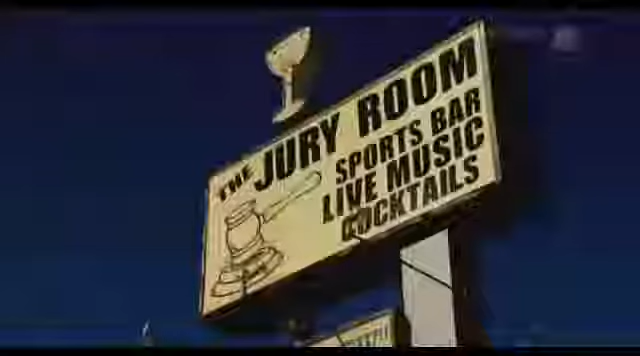 THE JURY ROOM
SPORTS BAR
LIVE MUSIC
COCKTAILS